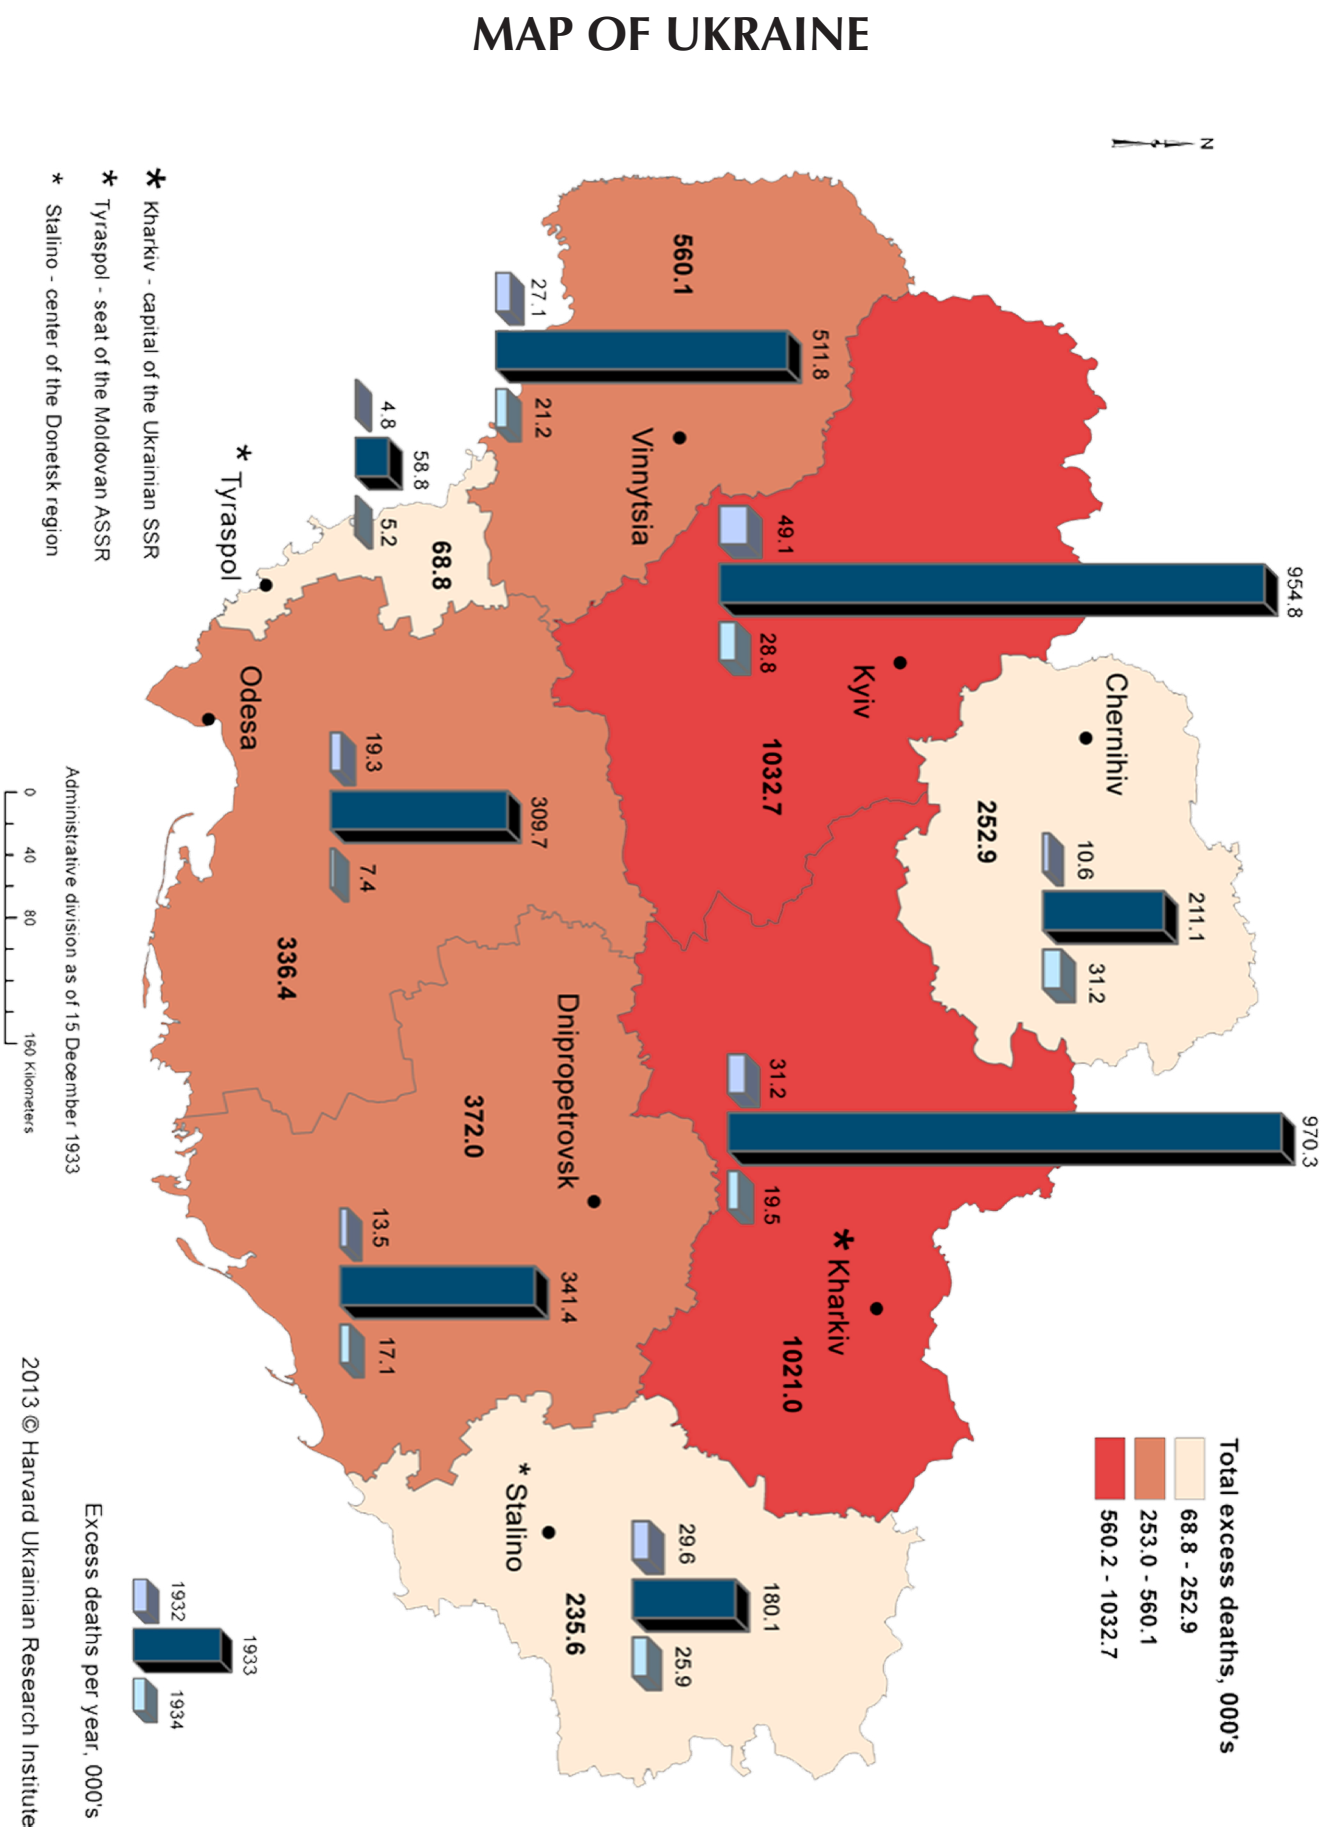 MAP OF UKRAINE
N
Total excess deaths, 000's
68.8 - 252.9
253.0 - 560.1
560.2 - 1032.7
Chernihiv
252.9
10.6
211.1
31.2
Kyiv
1032.7
49.1
954.8
28.8
* Kharkiv
1021.0
31.2
970.3
19.5
Vinnytsia
560.1
27.1
511.8
21.2
* Tyraspol
68.8
4.8
58.8
5.2
Odesa
336.4
19.3
309.7
7.4
Dnipropetrovsk
372.0
13.5
341.4
17.1
* Stalino
235.6
29.6
180.1
25.9
* Kharkiv - capital of the Ukrainian SSR
* Tyraspol - seat of the Moldovan ASSR
* Stalino - center of the Donetsk region
Administrative division as of 15 December 1933
0 40 80 160 Kilometers
1932
1933
1934
Excess deaths per year, 000's
2013 © Harvard Ukrainian Research Institute